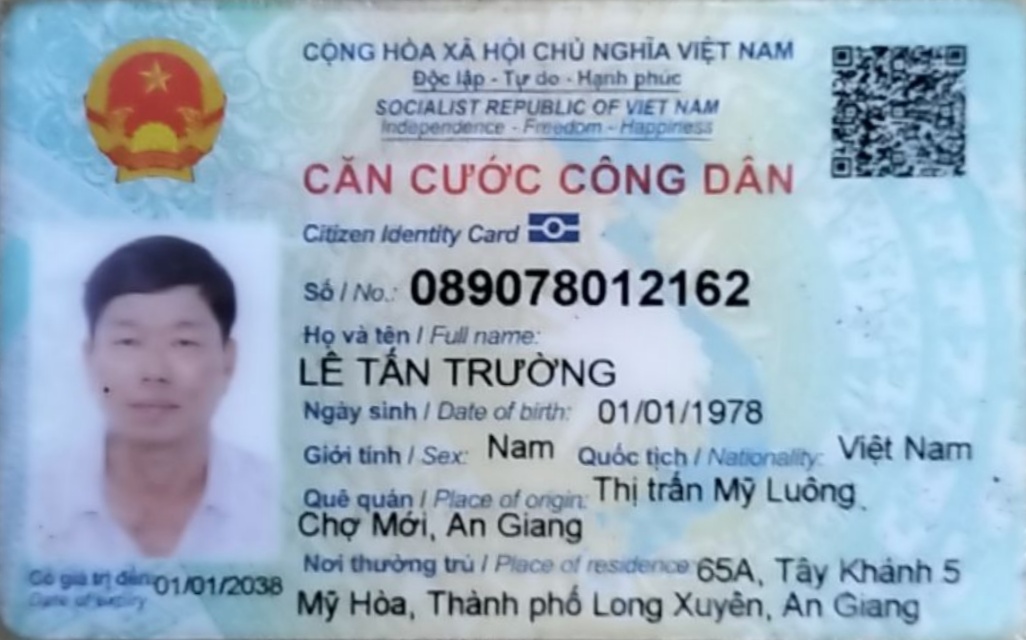 CỘNG HÒA XÃ HỘI CHỦ NGHĨA VIỆT NAM
Độc lập - Tự do - Hạnh phúc
SOCIALIST REPUBLIC OF VIET NAM
Independence - Freedom - Happiness
CĂN CƯỚC CÔNG DÂN
Citizen Identity Card
Số / No.: 089078012162
Họ và tên / Full name:
LÊ TẤN TRƯỜNG
Ngày sinh / Date of birth: 01/01/1978
Giới tính / Sex: Nam Quốc tịch / Nationality: Việt Nam
Quê quán / Place of origin: Thị trấn Mỹ Luông
Chợ Mới, An Giang
Nơi thường trú / Place of residence: 65A, Tây Khánh 5
Mỹ Hòa, Thành phố Long Xuyên, An Giang
Có giá trị đến: 01/01/2038
Date of expiry